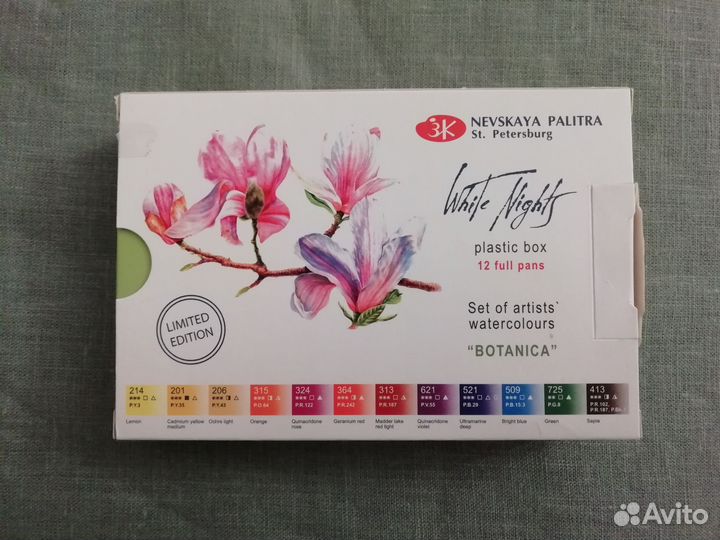 ЗК NEVSKAYA PALITRA
St. Petersburg
White Nights
plastic box
12 full pans
Set of artists`
watercolours
"BOTANICA"
LIMITED
EDITION
214 201 206 315 324 364 313 621 521 509 725 413
P.Y.3 P.Y.35 P.Y.43 P.O.64 P.R.122 P.R.242 P.R.187 P.V.55 P.B.29 P.B.15:3 P.G.8 P.R.102,
P.R.187,
Lemon Cadmium yellow medium Ochre light Orange Quinacridone rose Geranium red Madder lake red light Quinacridone violet Ultramarine deep Bright blue Green Sepia
Avito